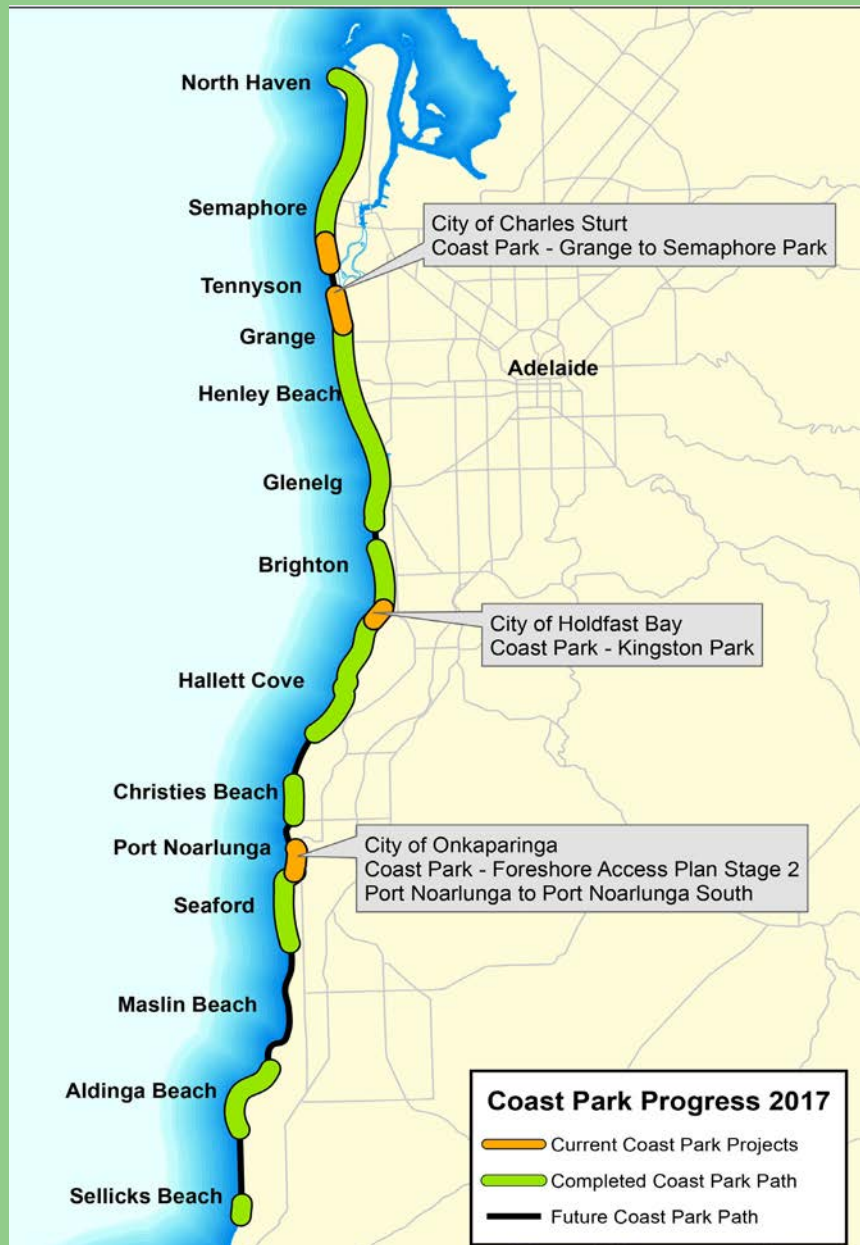 North Haven
Semaphore
City of Charles Sturt
Coast Park - Grange to Semaphore Park
Tennyson
Grange
Adelaide
Henley Beach
Glenelg
Brighton
City of Holdfast Bay
Coast Park - Kingston Park
Hallett Cove
Christies Beach
Port Noarlunga
City of Onkaparinga
Coast Park - Foreshore Access Plan Stage 2
Port Noarlunga to Port Noarlunga South
Seaford
Maslin Beach
Aldinga Beach
Sellicks Beach
Coast Park Progress 2017
Current Coast Park Projects
Completed Coast Park Path
Future Coast Park Path